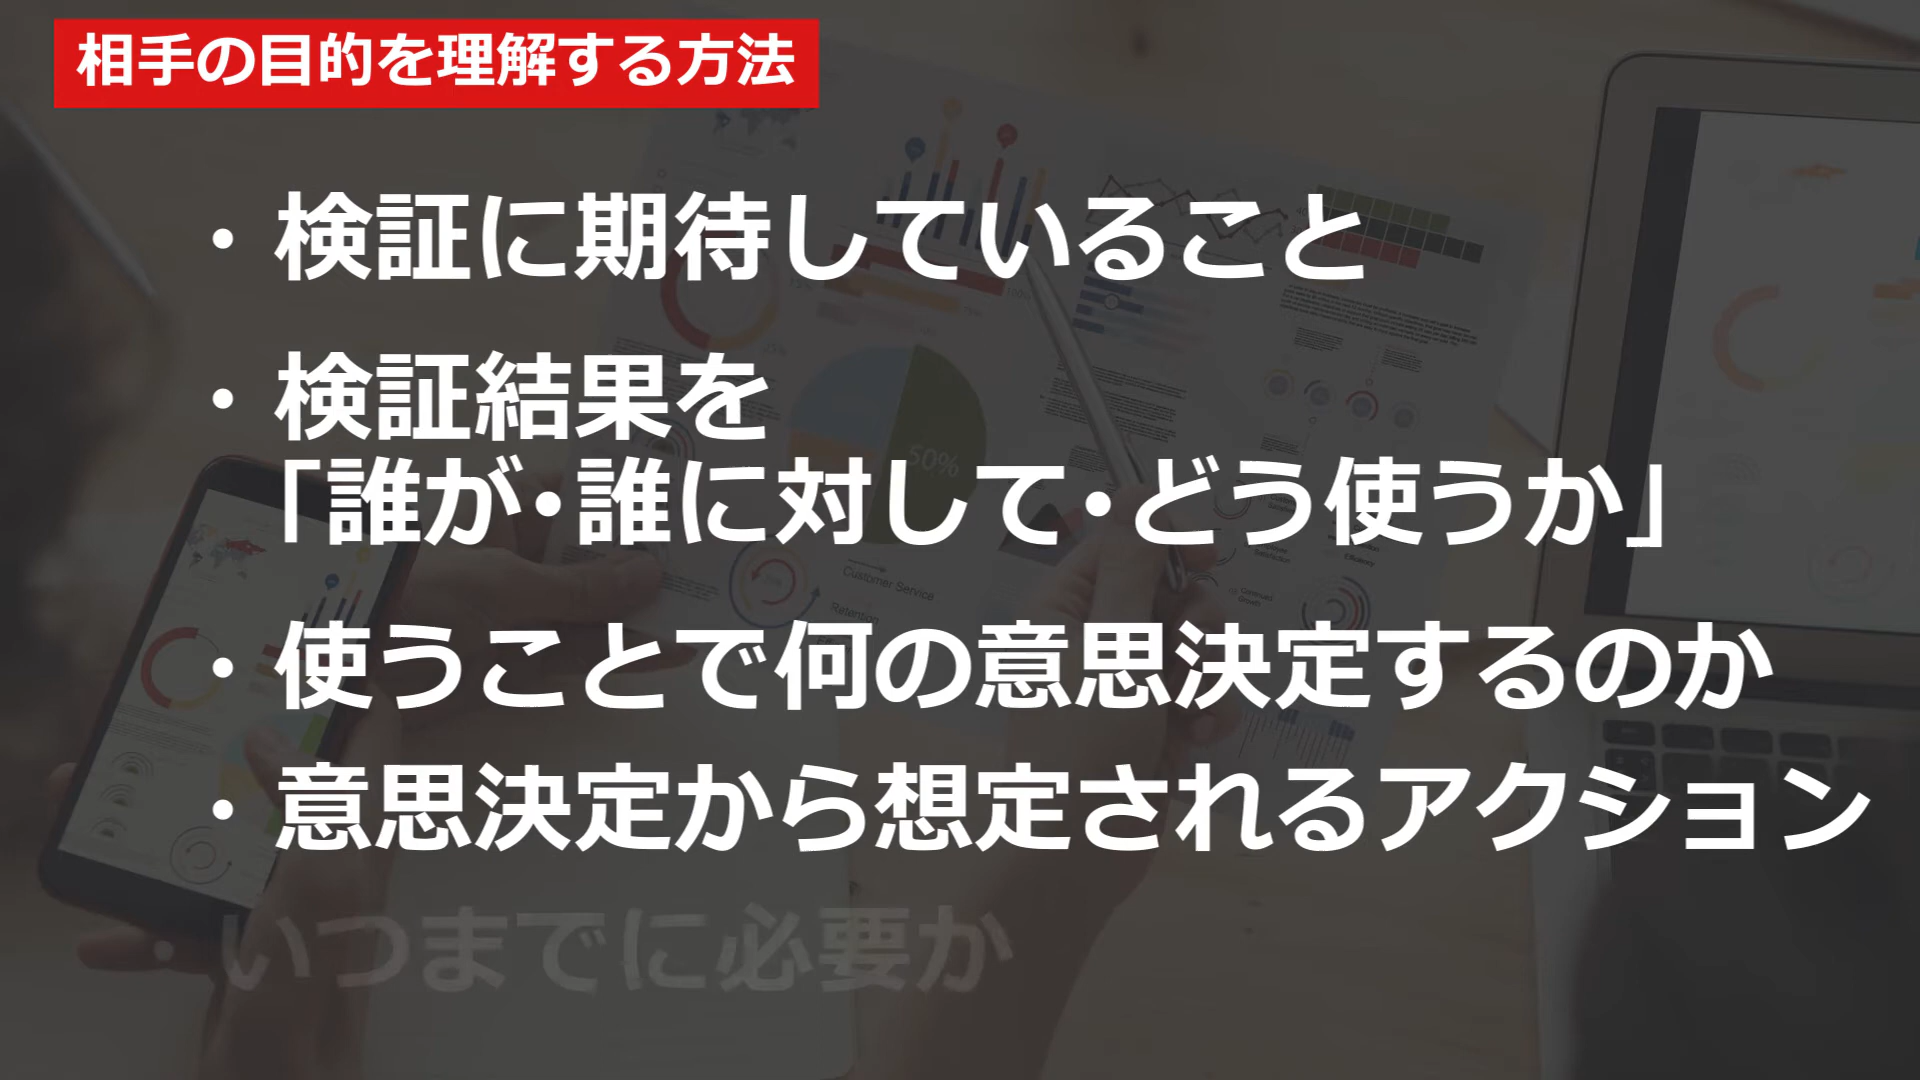 相手の目的を理解する方法
・検証に期待していること
・検証結果を
「誰が・誰に対して・どう使うか」
・使うことで何の意思決定するのか
・意思決定から想定されるアクション
・いつまでに必要か
50%
Customer Service
Retention